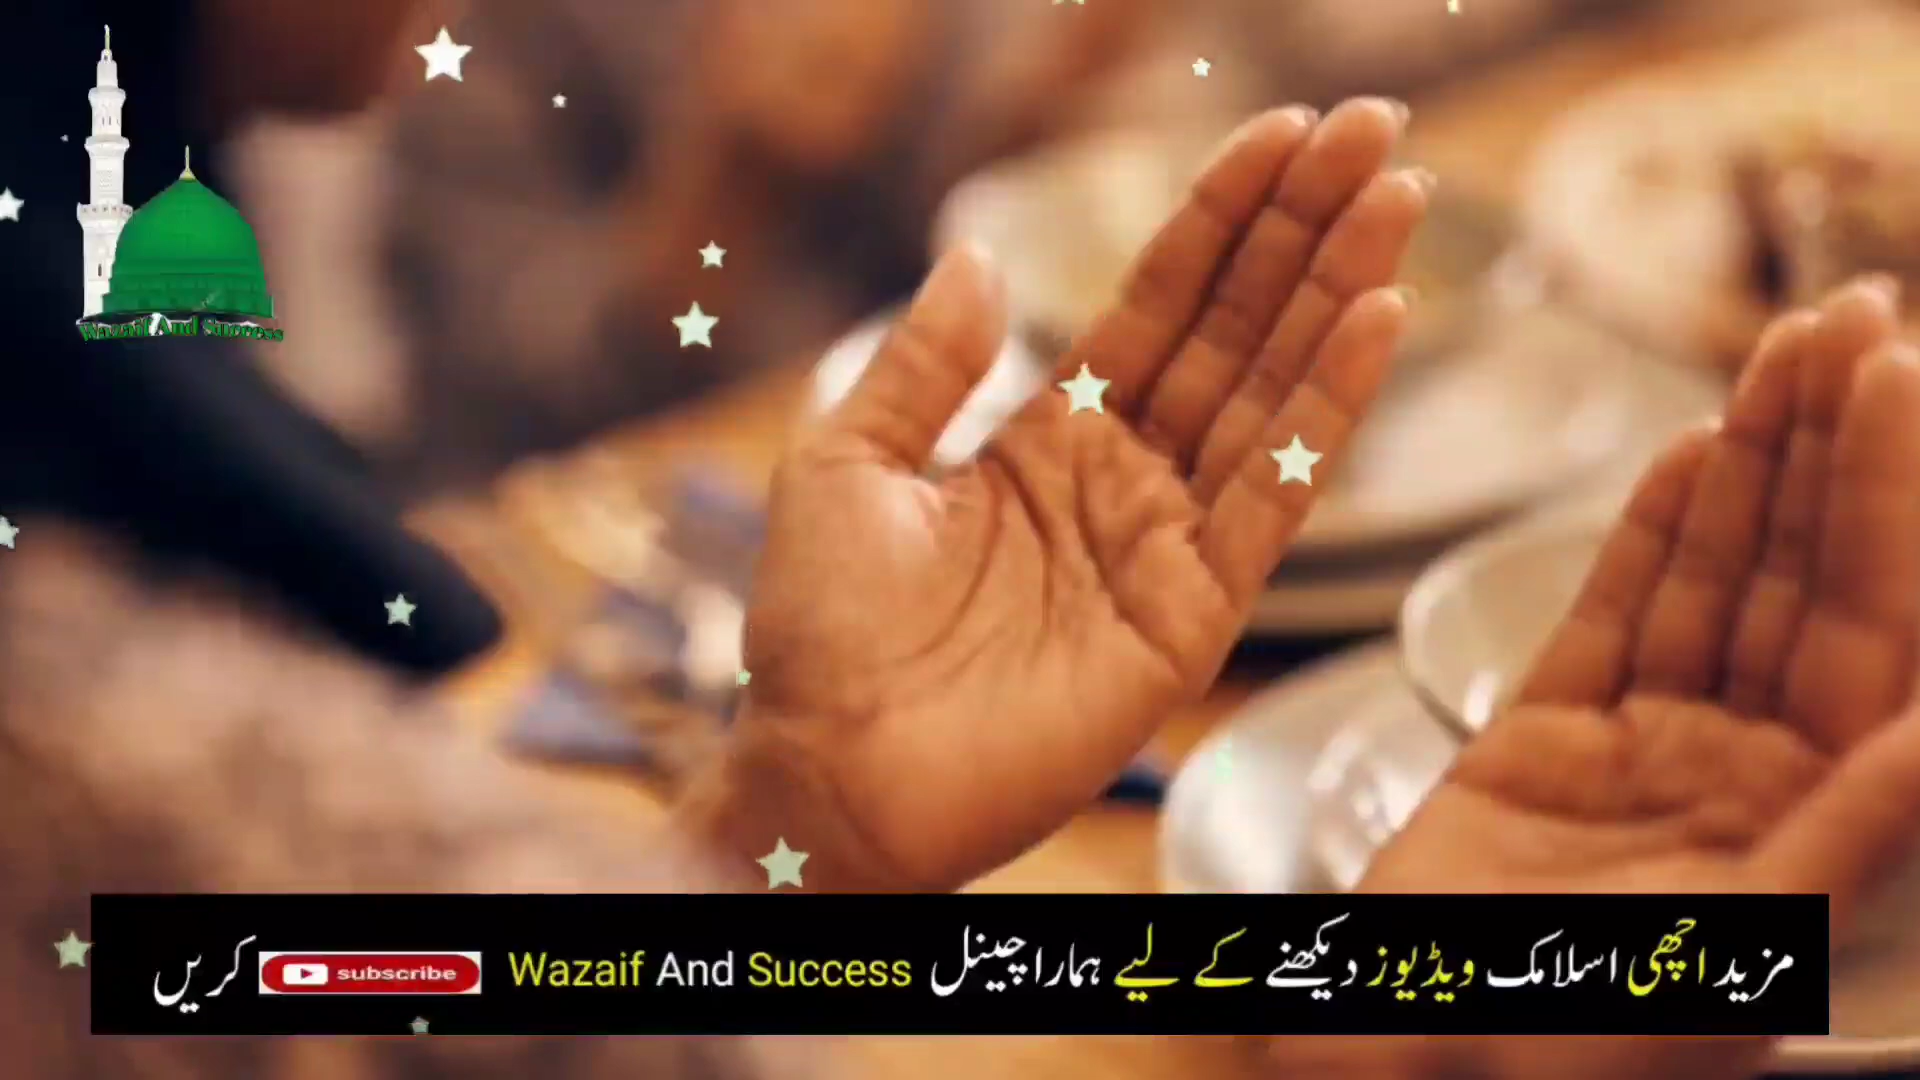 Wazaif And Success
مزید اچھی اسلامک ویڈیوز دیکھنے کے لیے ہمارا چینل Wazaif And Success subscribe کریں